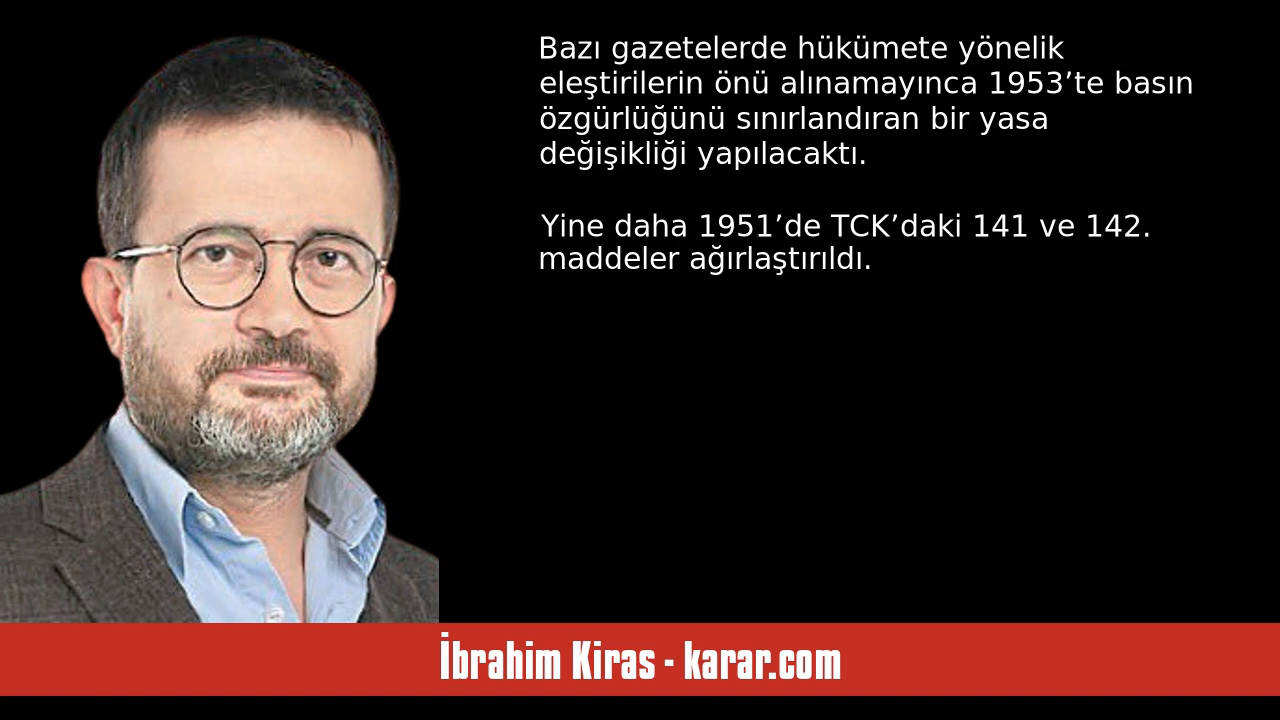 Bazı gazetelerde hükümete yönelik
eleştirilerin önü alınamayınca 1953’te basın
özgürlüğünü sınırlandıran bir yasa
değişikliği yapılacaktı.
Yine daha 1951’de TCK’daki 141 ve 142.
maddeler ağırlaştırıldı.
İbrahim Kiras - karar.com